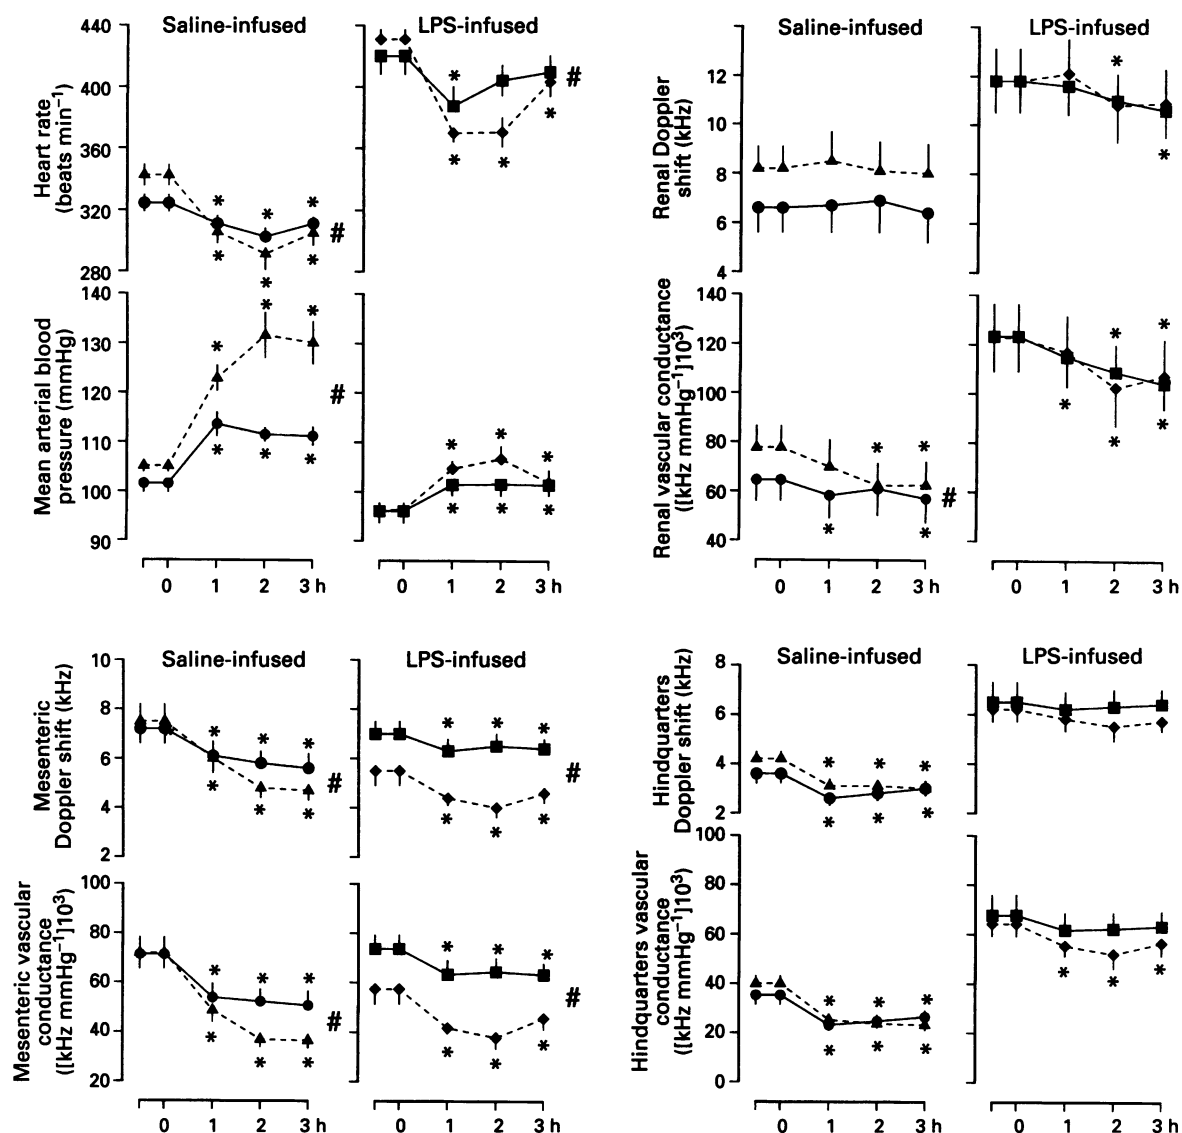 Saline-infused
LPS-infused
Heart rate
(beats min⁻¹)
440
400
360
320
280
* * * * * * * * * * #
#
Mean arterial blood
pressure (mmHg)
140
130
120
110
100
90
* * * * * * #
* * * * * *
0 1 2 3 h
0 1 2 3 h
Saline-infused
LPS-infused
Renal Doppler
shift (kHz)
12
10
8
6
4
* *
Renal vascular conductance
([kHz mmHg⁻¹]10³)
140
120
100
80
60
40
* * * * #
* * * * *
0 1 2 3 h
0 1 2 3 h
Saline-infused
LPS-infused
Mesenteric
Doppler shift (kHz)
10
8
6
4
2
* * * * * * #
* * * * * * #
Mesenteric vascular
conductance
([kHz mmHg⁻¹]10³)
100
80
60
40
20
* * * * * * #
* * * * * * #
0 1 2 3 h
0 1 2 3 h
Saline-infused
LPS-infused
Hindquarters
Doppler shift (kHz)
8
6
4
2
* * * * * *
Hindquarters vascular
conductance
([kHz mmHg⁻¹]10³)
100
80
60
40
20
0
* * * * * *
* * *
0 1 2 3 h
0 1 2 3 h